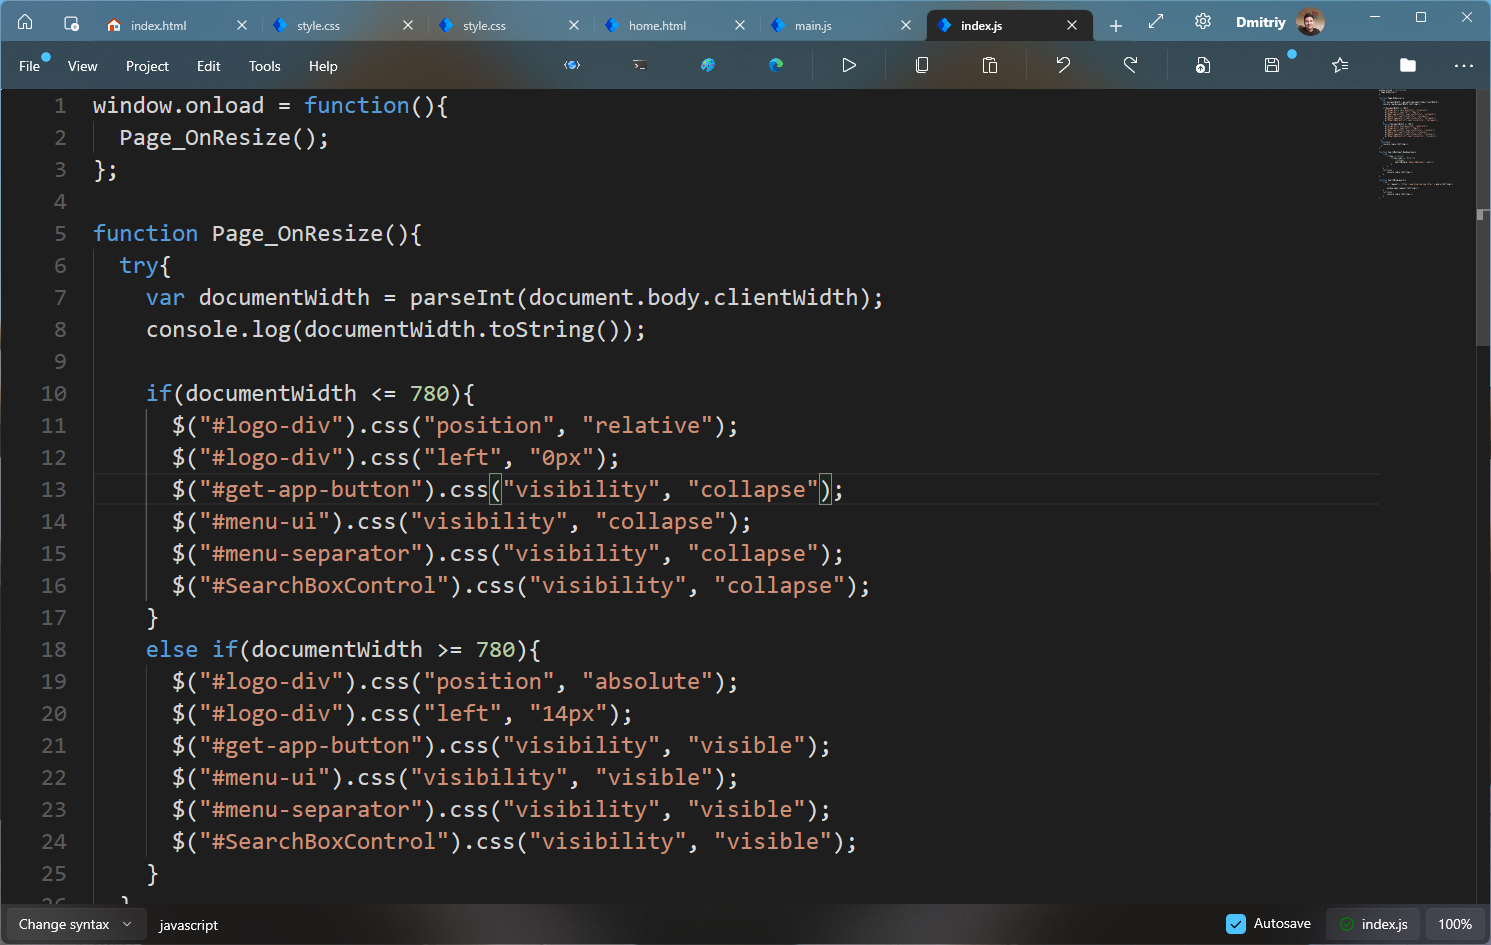 index.html
style.css
style.css
home.html
main.js
index.js
Dmitriy
File View Project Edit Tools Help
1 window.onload = function(){
2   Page_OnResize();
3 };
4
5 function Page_OnResize(){
6   try{
7     var documentWidth = parseInt(document.body.clientWidth);
8     console.log(documentWidth.toString());
9
10     if(documentWidth <= 780){
11       $("#logo-div").css("position", "relative");
12       $("#logo-div").css("left", "0px");
13       $("#get-app-button").css("visibility", "collapse");
14       $("#menu-ui").css("visibility", "collapse");
15       $("#menu-separator").css("visibility", "collapse");
16       $("#SearchBoxControl").css("visibility", "collapse");
17     }
18     else if(documentWidth >= 780){
19       $("#logo-div").css("position", "absolute");
20       $("#logo-div").css("left", "14px");
21       $("#get-app-button").css("visibility", "visible");
22       $("#menu-ui").css("visibility", "visible");
23       $("#menu-separator").css("visibility", "visible");
24       $("#SearchBoxControl").css("visibility", "visible");
25     }
26   }
Change syntax javascript Autosave index.js 100%